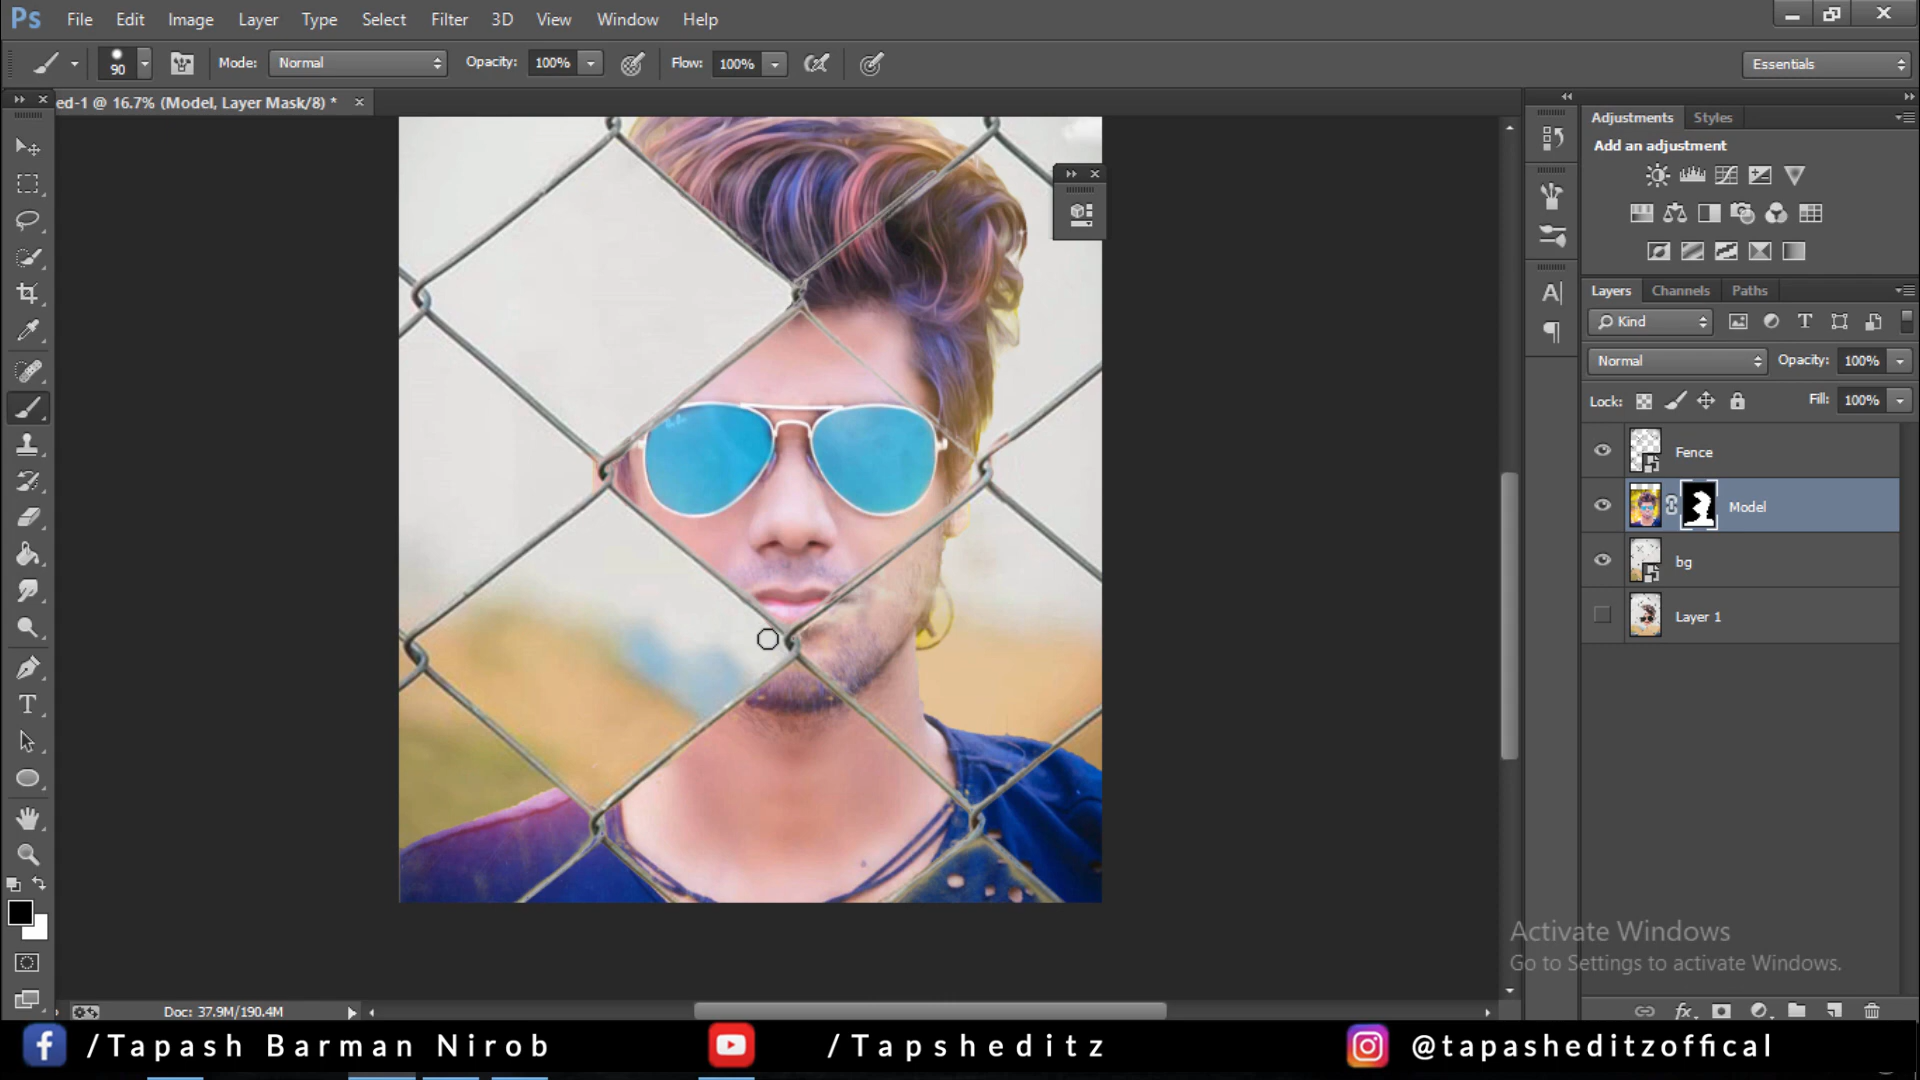 Ps File Edit Image Layer Type Select Filter 3D View Window Help
90 Mode: Normal Opacity: 100% Flow: 100% Essentials
ed-1 @ 16.7% (Model, Layer Mask/8) * ×
Adjustments Styles
Add an adjustment
Layers Channels Paths
Kind
Normal Opacity: 100%
Lock: Fill: 100%
Fence
Model
bg
Layer 1
Activate Windows
Go to Settings to activate Windows.
Doc: 37.9M/190.4M
/Tapash Barman Nirob /Tapsheditz @tapasheditzoffical